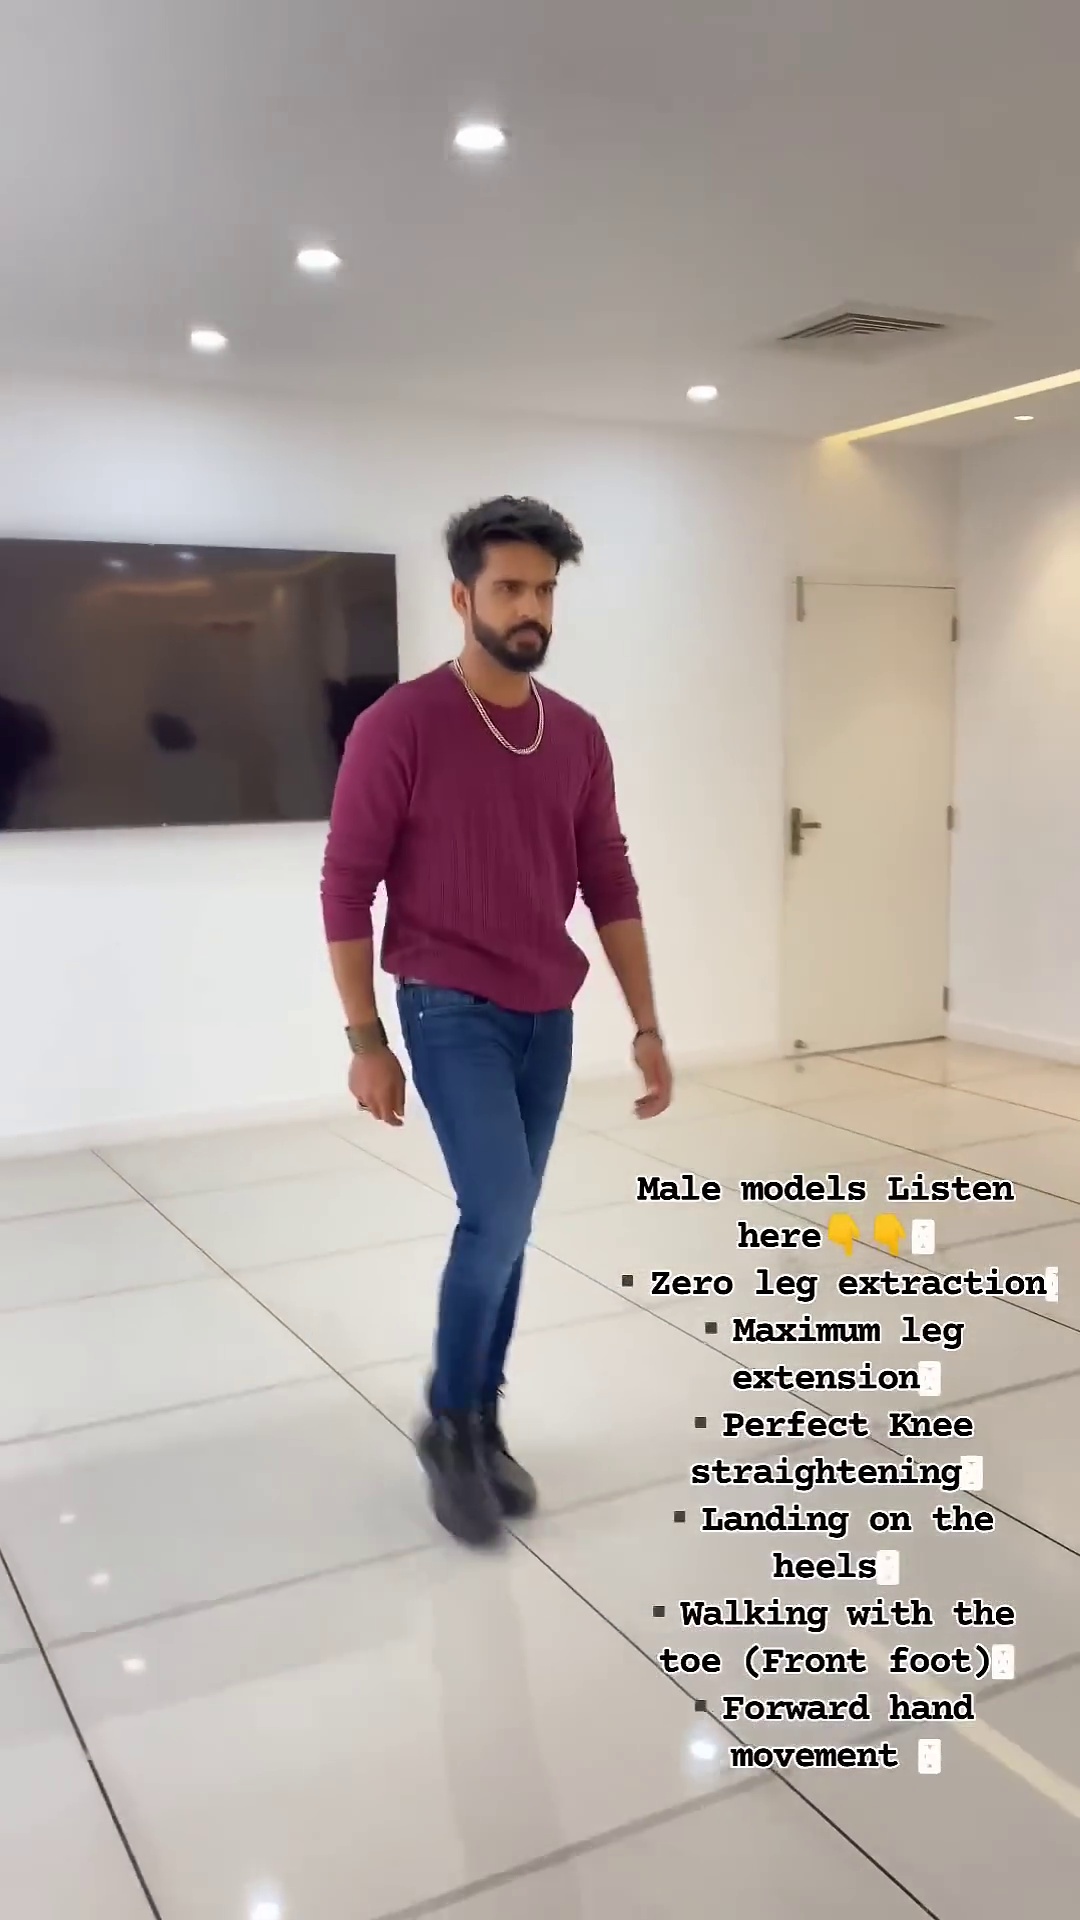 Male models Listen
here👇👇
▪ Zero leg extraction
▪ Maximum leg
extension
▪ Perfect Knee
straightening
▪ Landing on the
heels
▪ Walking with the
toe (Front foot)
▪ Forward hand
movement